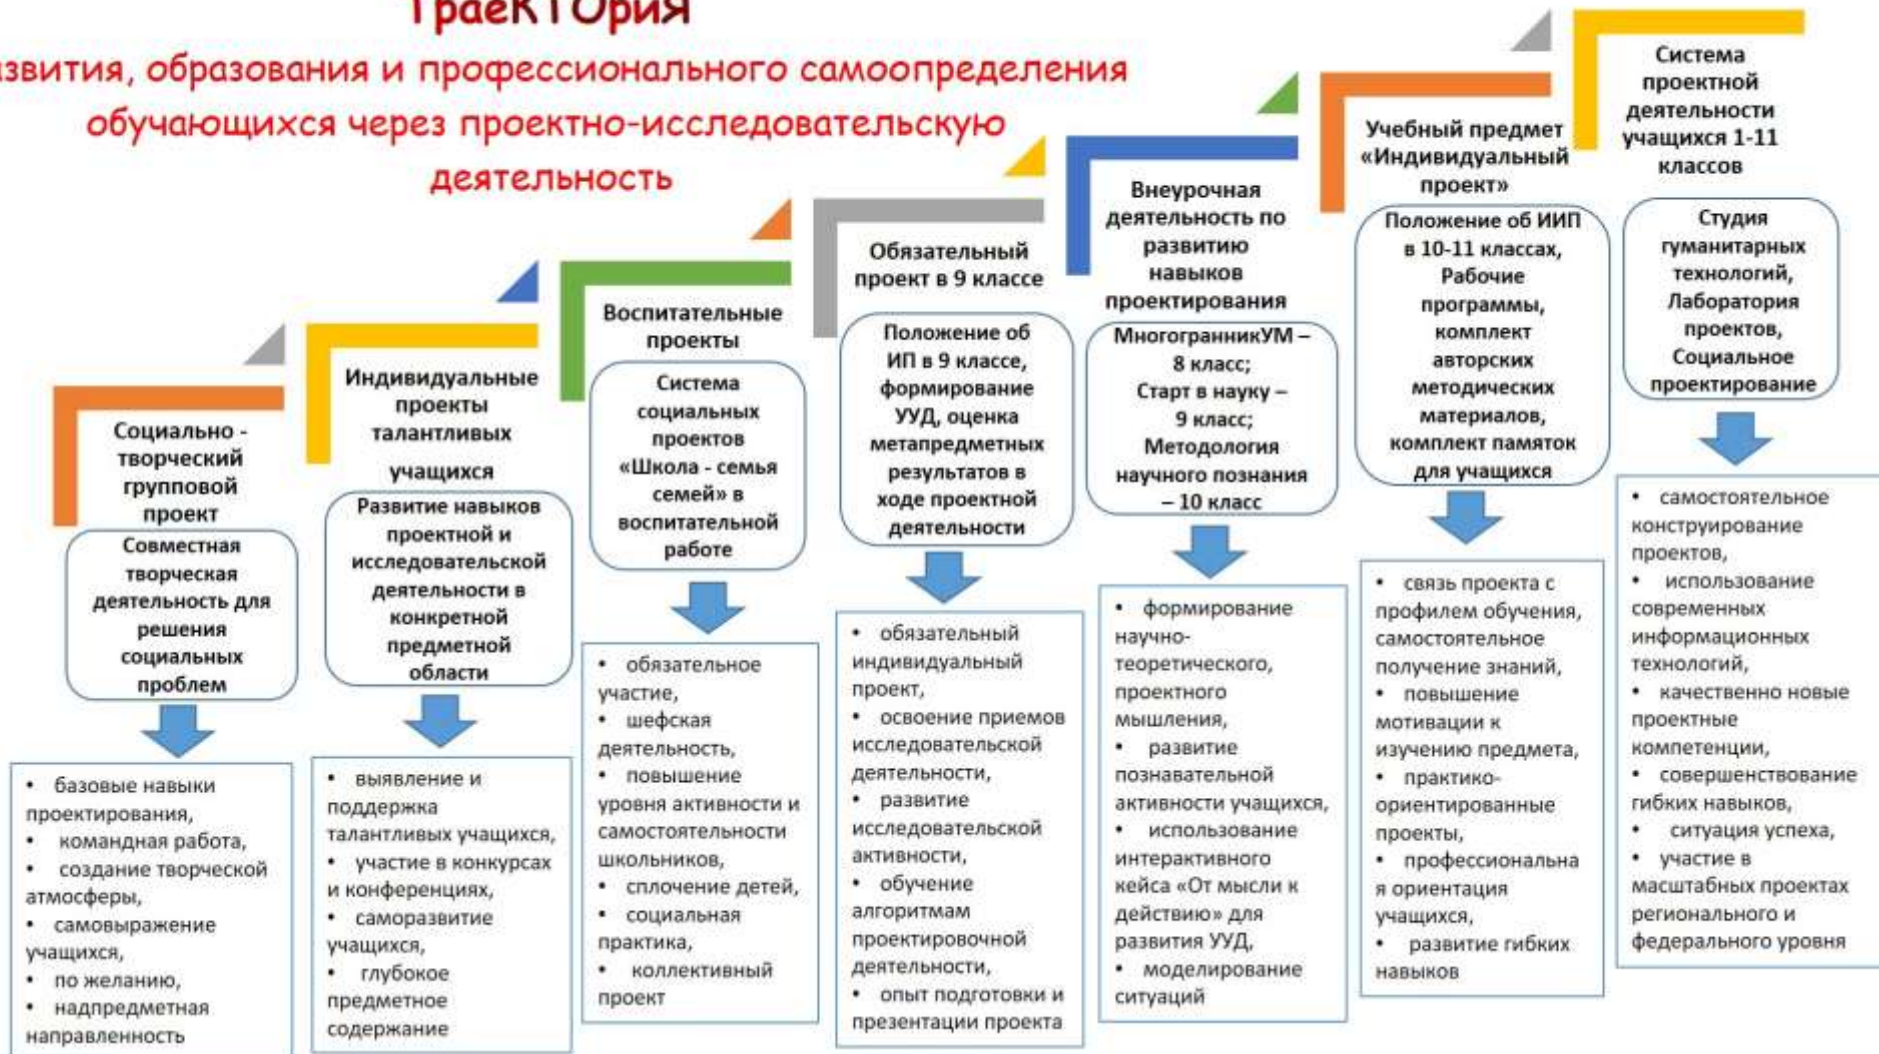 ТраеКТОриЯ
звития, образования и профессионального самоопределения
обучающихся через проектно-исследовательскую
деятельность
Социально -
творческий
групповой
проект
Совместная
творческая
деятельность для
решения
социальных
проблем
• базовые навыки
проектирования,
• командная работа,
• создание творческой
атмосферы,
• самовыражение
учащихся,
• по желанию,
• надпредметная
направленность
Индивидуальные
проекты
талантливых
учащихся
Развитие навыков
проектной и
исследовательской
деятельности в
конкретной
предметной
области
• выявление и
поддержка
талантливых учащихся,
• участие в конкурсах
и конференциях,
• саморазвитие
учащихся,
• глубокое
предметное
содержание
Воспитательные
проекты
Система
социальных
проектов
«Школа - семья
семей» в
воспитательной
работе
• обязательное
участие,
• шефская
деятельность,
• повышение
уровня активности и
самостоятельности
школьников,
• сплочение детей,
• социальная
практика,
• коллективный
проект
Обязательный
проект в 9 классе
Положение об
ИП в 9 классе,
формирование
УУД, оценка
метапредметных
результатов в
ходе проектной
деятельности
• обязательный
индивидуальный
проект,
• освоение приемов
исследовательской
деятельности,
• развитие
исследовательской
активности,
• обучение
алгоритмам
проектировочной
деятельности,
• опыт подготовки и
презентации проекта
Внеурочная
деятельность по
развитию
навыков
проектирования
МногогранникУМ –
8 класс;
Старт в науку –
9 класс;
Методология
научного познания
– 10 класс
• формирование
научно-
теоретического,
проектного
мышления,
• развитие
познавательной
активности учащихся,
• использование
интерактивного
кейса «От мысли к
действию» для
развития УУД,
• моделирование
ситуаций
Учебный предмет
«Индивидуальный
проект»
Положение об ИИП
в 10-11 классах,
Рабочие
программы,
комплект
авторских
методических
материалов,
комплект памяток
для учащихся
• связь проекта с
профилем обучения,
самостоятельное
получение знаний,
• повышение
мотивации к
изучению предмета,
• практико-
ориентированные
проекты,
• профессиональна
я ориентация
учащихся,
• развитие гибких
навыков
Система
проектной
деятельности
учащихся 1-11
классов
Студия
гуманитарных
технологий,
Лаборатория
проектов,
Социальное
проектирование
• самостоятельное
конструирование
проектов,
• использование
современных
информационных
технологий,
• качественно новые
проектные
компетенции,
• совершенствование
гибких навыков,
• ситуация успеха,
• участие в
масштабных проектах
регионального и
федерального уровня